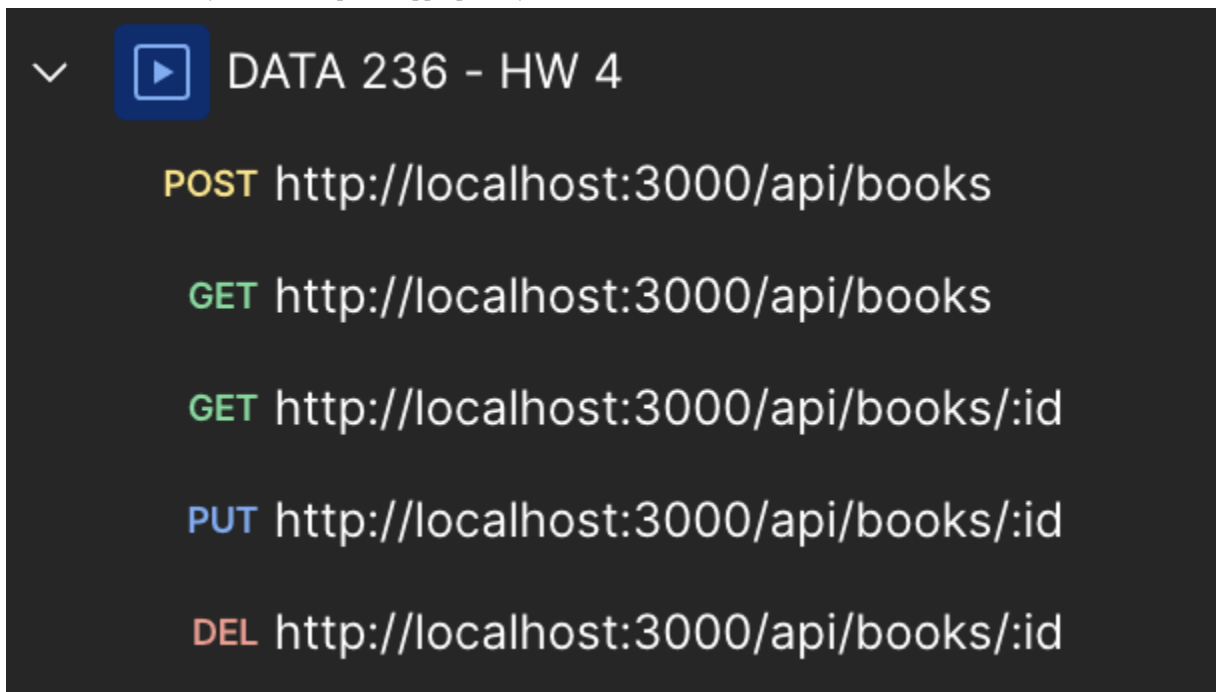 DATA 236 - HW 4
POST http://localhost:3000/api/books
GET http://localhost:3000/api/books
GET http://localhost:3000/api/books/:id
PUT http://localhost:3000/api/books/:id
DEL http://localhost:3000/api/books/:id